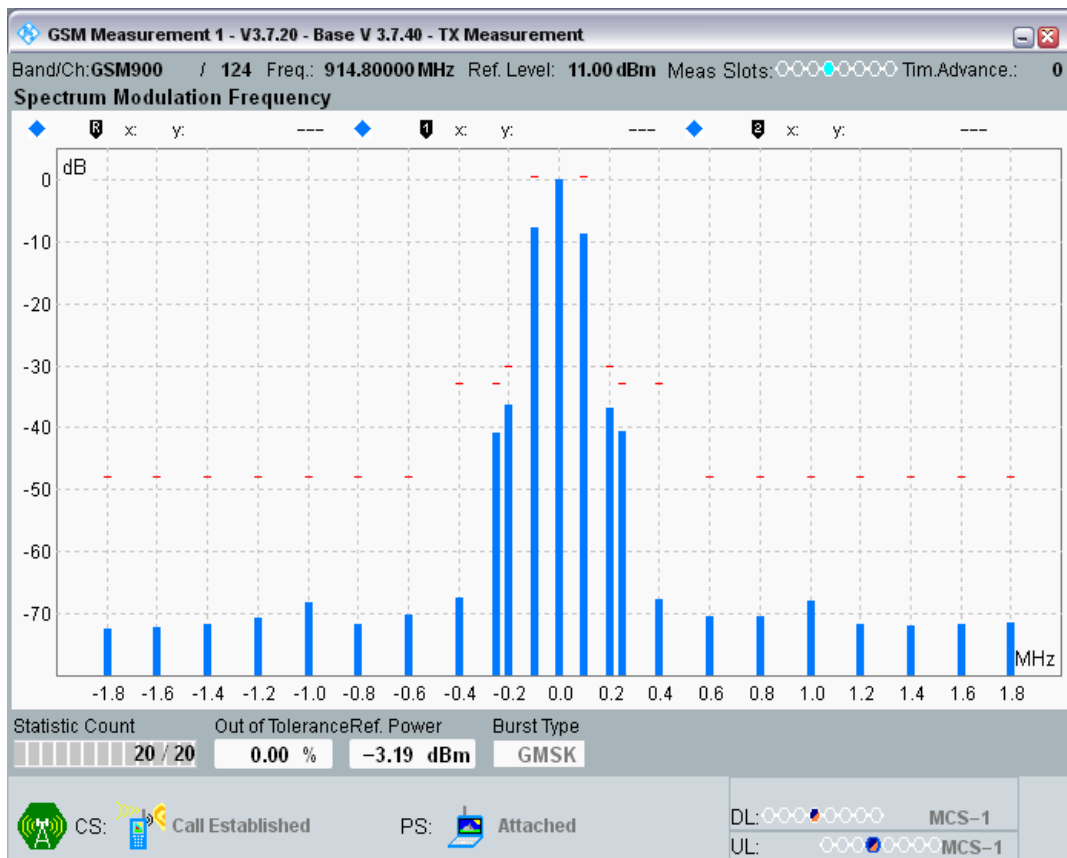 GSM Measurement 1 - V3.7.20 - Base V 3.7.40 - TX Measurement
Band/Ch:GSM900 / 124 Freq.: 914.80000 MHz Ref. Level: 11.00 dBm Meas Slots: Tim.Advance.: 0
Spectrum Modulation Frequency
R x: y: --- 1 x: y: --- 2 x: y: ---
dB
0
-10
-20
-30
-40
-50
-60
-70
MHz
-1.8 -1.6 -1.4 -1.2 -1.0 -0.8 -0.6 -0.4 -0.2 0.0 0.2 0.4 0.6 0.8 1.0 1.2 1.4 1.6 1.8
Statistic Count Out of Tolerance Ref. Power Burst Type
20 / 20 0.00 % −3.19 dBm GMSK
CS: Call Established PS: Attached
DL: MCS−1
UL: MCS−1